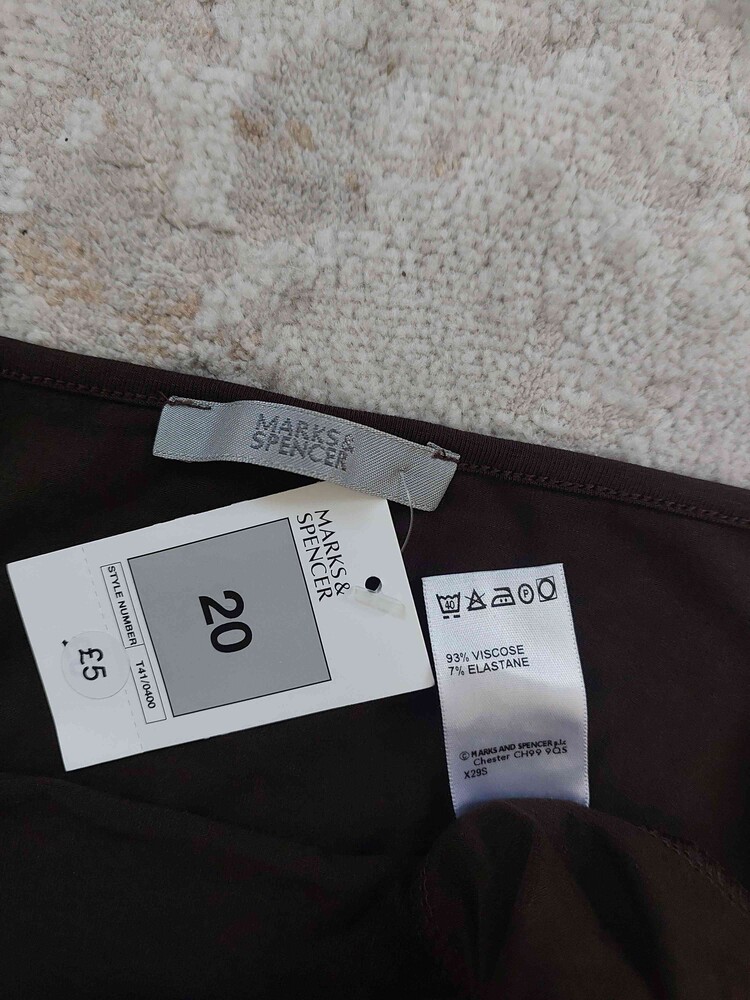 MARKS &
SPENCER
MARKS &
SPENCER
20
STYLE NUMBER
T41/0400
£5
40
P
93% VISCOSE
7% ELASTANE
© MARKS AND SPENCER p.l.c
Chester CH99 9QS
X29S